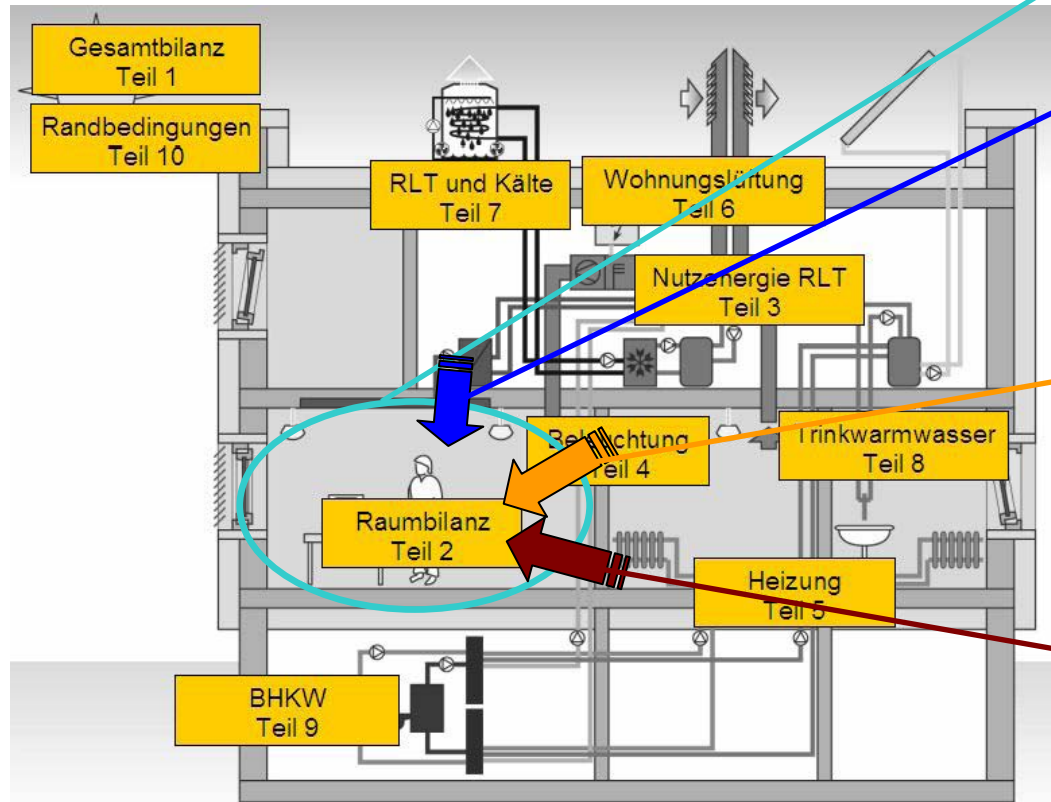 Gesamtbilanz
Teil 1
Randbedingungen
Teil 10
RLT und Kälte
Teil 7
Wohnungslüftung
Teil 6
Nutzenergie RLT
Teil 3
Beleuchtung
Teil 4
Trinkwarmwasser
Teil 8
Raumbilanz
Teil 2
Heizung
Teil 5
BHKW
Teil 9